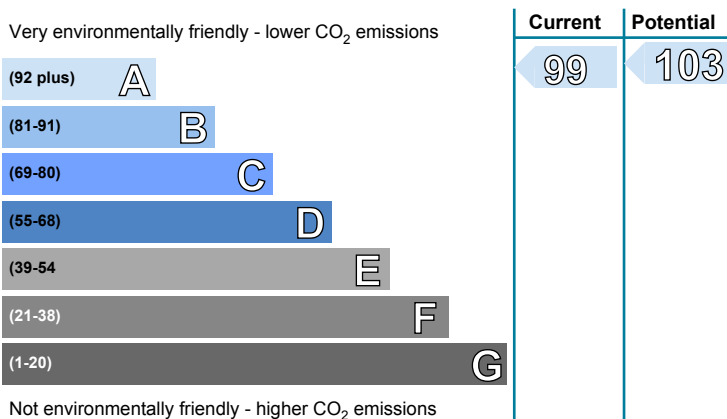 Current Potential
Very environmentally friendly - lower CO2 emissions
99 103
(92 plus) A
(81-91) B
(69-80) C
(55-68) D
(39-54 E
(21-38) F
(1-20) G
Not environmentally friendly - higher CO2 emissions